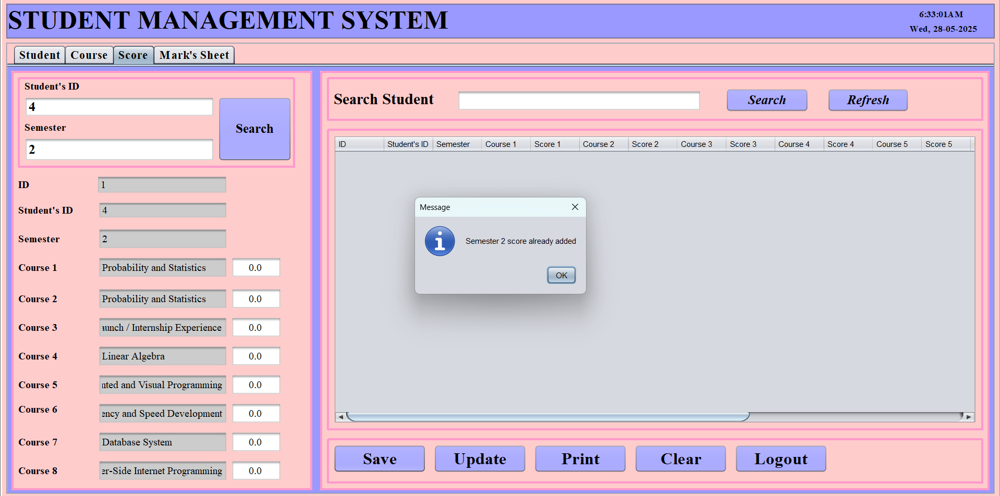 STUDENT MANAGEMENT SYSTEM
6:33:01AM
Wed, 28-05-2025
Student Course Score Mark's Sheet
Student's ID
4
Semester
2
Search
ID 1
Student's ID 4
Semester 2
Course 1 Probability and Statistics 0.0
Course 2 Probability and Statistics 0.0
Course 3 / Internship Experience 0.0
Course 4 Linear Algebra 0.0
Course 5 and Visual Programming 0.0
Course 6 and Speed Development 0.0
Course 7 Database System 0.0
Course 8 Internet Programming 0.0
Search Student Search Refresh
ID Student's ID Semester Course 1 Score 1 Course 2 Score 2 Course 3 Score 3 Course 4 Score 4 Course 5 Score 5
Message
Semester 2 score already added
OK
Save Update Print Clear Logout